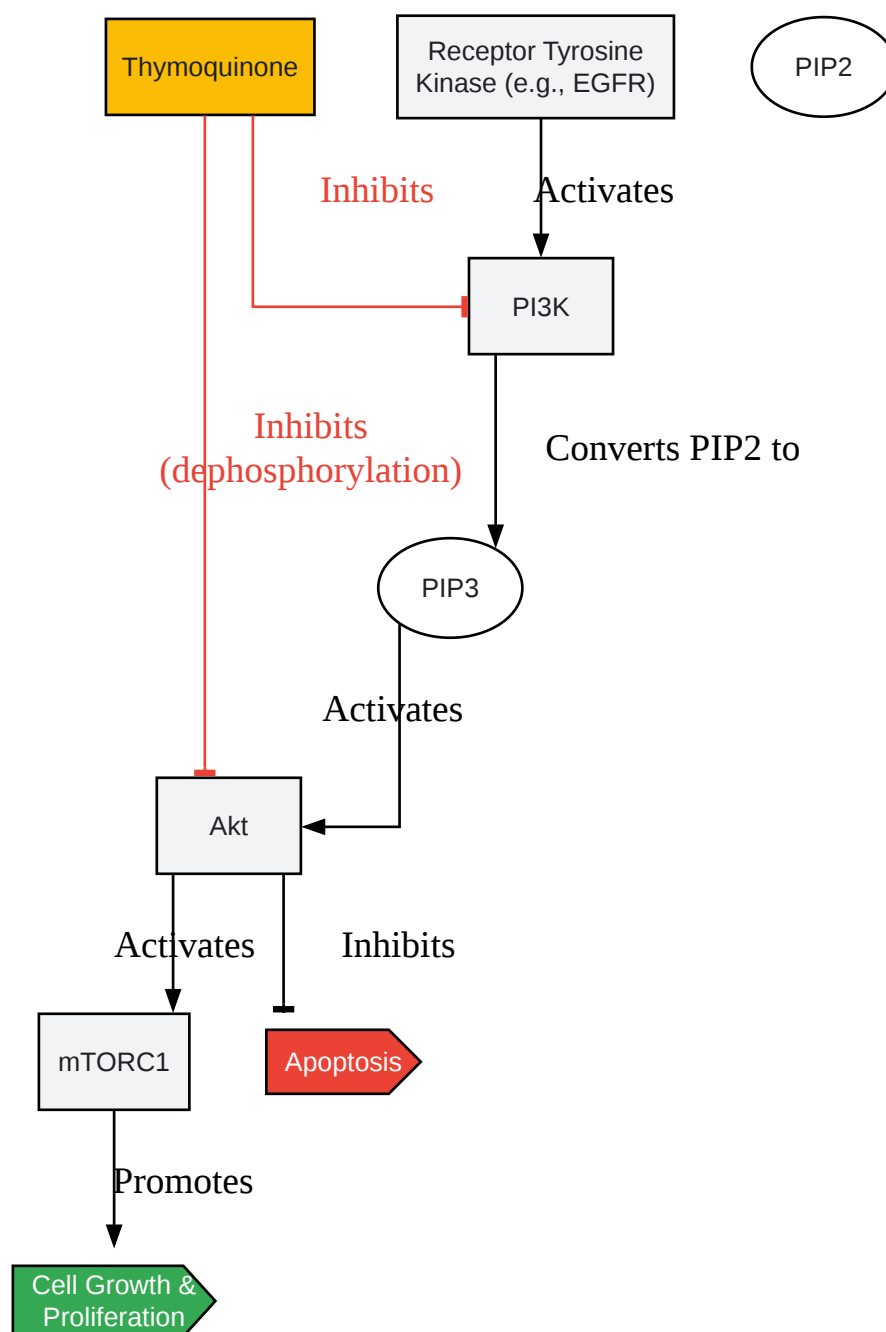 Thymoquinone
Receptor Tyrosine
Kinase (e.g., EGFR)
PIP2
Inhibits
Activates
PI3K
Inhibits
(dephosphorylation)
Converts PIP2 to
PIP3
Activates
Akt
Activates
Inhibits
mTORC1
Apoptosis
Promotes
Cell Growth &
Proliferation